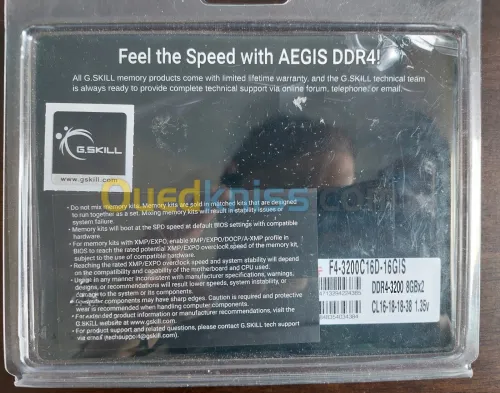 Feel the Speed with AEGIS DDR4!
All G.SKILL memory products come with limited lifetime warranty, and the G.SKILL technical team
is always ready to provide complete technical support via online forum, telephone, or email.
G.SKILL
www.gskill.com
Ouedkniss.com
• Do not mix memory kits. Memory kits are sold in matched kits that are designed
to run together as a set. Mixing memory kits will result in stability issues or
system failure.
• Memory kits will boot at the SPD speed at default BIOS settings with compatible
hardware.
• For memory kits with XMP/EXPO, enable XMP/EXPO/DOCP/A-XMP profile in
BIOS to reach the rated potential XMP/EXPO overclock speed of the memory kit,
subject to the use of compatible hardware.
• Reaching the rated XMP/EXPO overclock speed and system stability will depend
on the compatibility and capability of the motherboard and CPU used.
• Using in any manner inconsistent with manufacturer specifications, warnings,
designs, or recommendations will result lower speeds, system instability, or
damage to the system or its components.
• Computer components may have sharp edges. Caution is required and protective
wear is recommended when handling computer components.
• For extended product information or manufacturer recommendations, visit the
G.SKILL website at www.gskill.com.
• For product support and related questions, please contact G.SKILL tech support
via email (techsupport@gskill.com).
F4-3200C16D-16GIS
DDR4-3200 8GBx2
CL16-18-18-38 1.35v